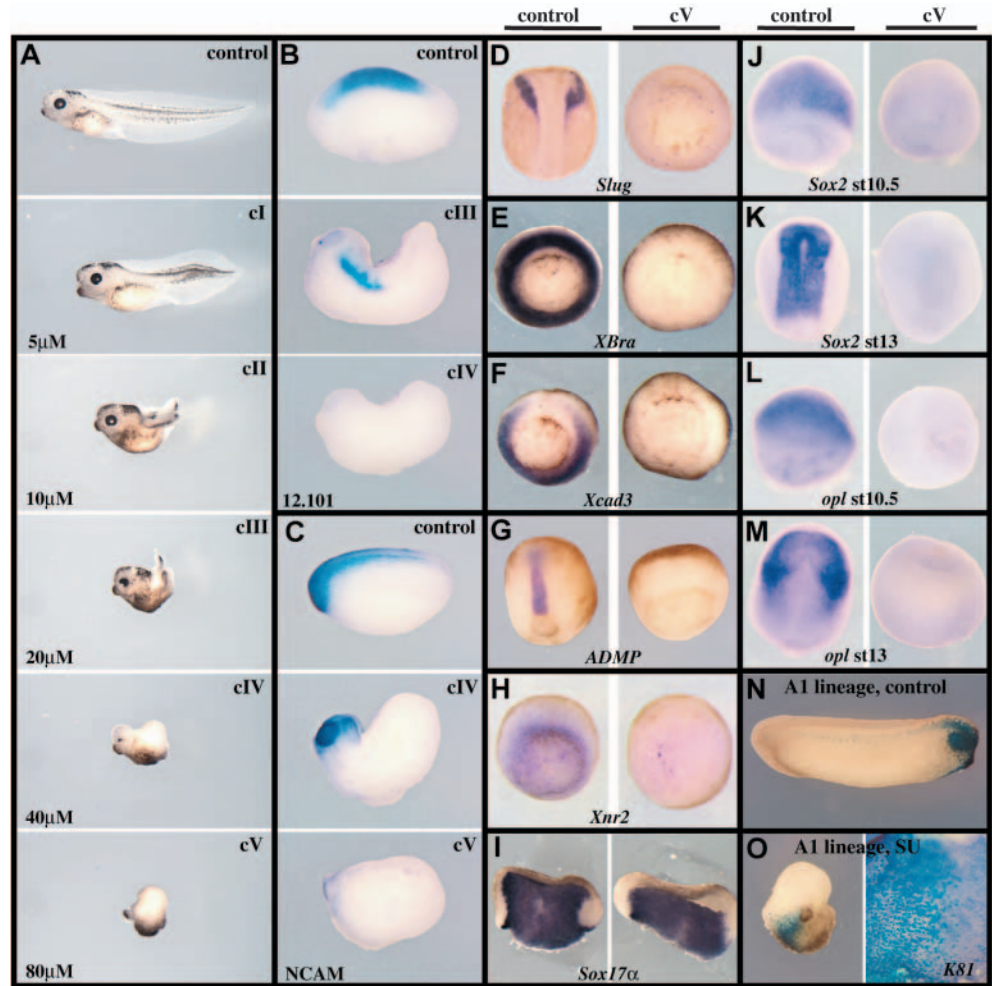 control cV control cV
A control
cI
5μM
cII
10μM
cIII
20μM
cIV
40μM
cV
80μM
B control
cIII
cIV
12.101
C control
cIV
cV
NCAM
D
Slug
E
XBra
F
Xcad3
G
ADMP
H
Xnr2
I
Sox17α
J
Sox2 st10.5
K
Sox2 st13
L
opl st10.5
M
opl st13
N A1 lineage, control
O A1 lineage, SU
K81